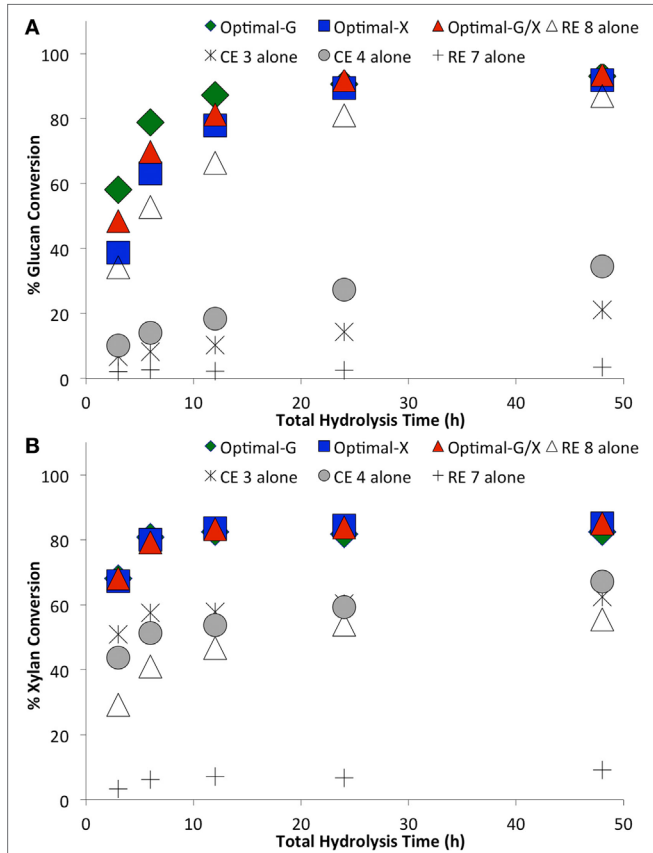 A
Optimal-G Optimal-X Optimal-G/X RE 8 alone
CE 3 alone CE 4 alone RE 7 alone
% Glucan Conversion
100
80
60
40
20
0
0 10 20 30 40 50
Total Hydrolysis Time (h)
B
Optimal-G Optimal-X Optimal-G/X RE 8 alone
CE 3 alone CE 4 alone RE 7 alone
% Xylan Conversion
100
80
60
40
20
0
0 10 20 30 40 50
Total Hydrolysis Time (h)